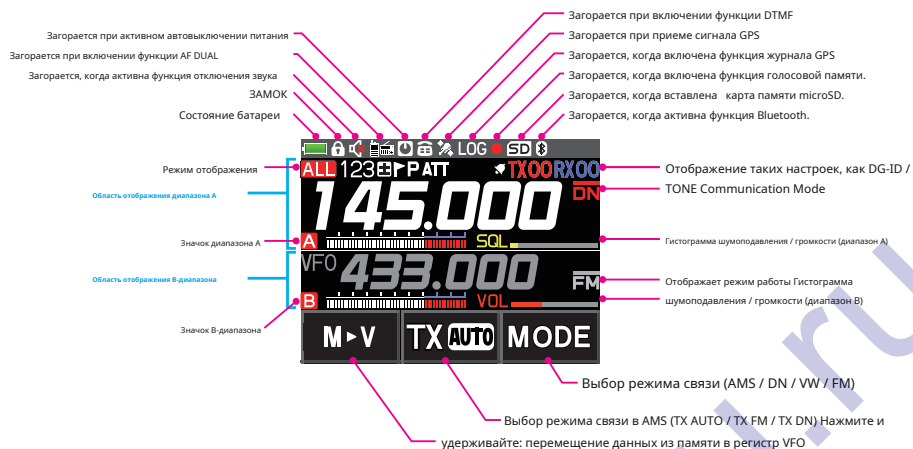 Загорается при включении функции DTMF
Загорается при приеме сигнала GPS
Загорается при активном автовыключении питания
Загорается, когда включена функция журнала GPS
Загорается при включении функции AF DUAL
Загорается, когда включена функция голосовой памяти.
Загорается, когда активна функция отключения звука
ЗАМОК
Загорается, когда вставлена карта памяти microSD.
Состояние батареи
Загорается, когда активна функция Bluetooth.
LOG SD
Режим отображения
ALL 123 P ATT TX00 RX00
Отображение таких настроек, как DG-ID /
TONE Communication Mode
DN
Область отображения диапазона A
145.000
Значок диапазона A
A SQL
Гистограмма шумоподавления / громкости (диапазон A)
VFO 433.000
Область отображения B-диапазона
FM
Отображает режим работы Гистограмма
шумоподавления / громкости (диапазон B)
B VOL
Значок B-диапазона
M►V TX AUTO MODE
Выбор режима связи (AMS / DN / VW / FM)
Выбор режима связи в AMS (TX AUTO / TX FM / TX DN) Нажмите и
удерживайте: перемещение данных из памяти в регистр VFO